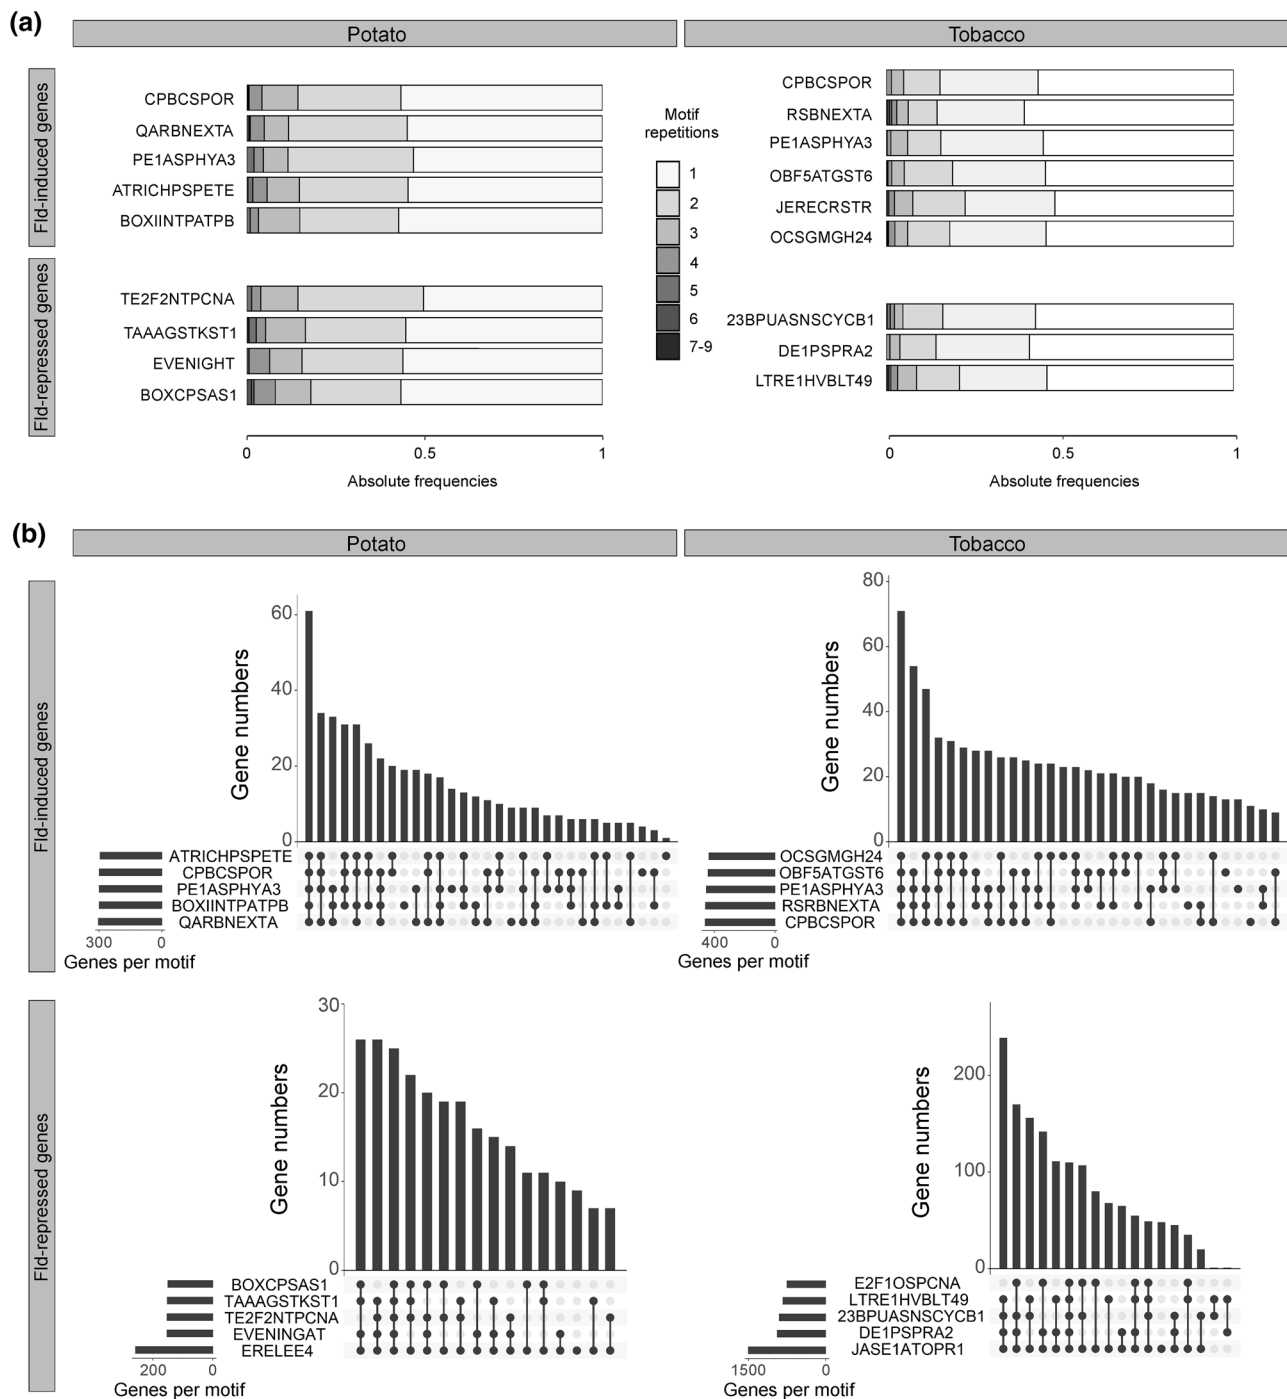 (a)
Potato
Tobacco
Fld-induced genes
CPBCSPOR
QARBNEXTA
PE1ASPHYA3
ATRICHPSPETE
BOXIINTPATPB
Fld-repressed genes
TE2F2NTPCNA
TAAAGSTKST1
EVENIGHT
BOXCPSAS1
0
0.5
1
Absolute frequencies
Motif
repetitions
1
2
3
4
5
6
7-9
CPBCSPOR
RSBNEXTA
PE1ASPHYA3
OBF5ATGST6
JERECRSTR
OCSGMGH24
23BPUASNSCYCB1
DE1PSPRA2
LTRE1HVBLT49
0
0.5
1
Absolute frequencies
(b)
Potato
Tobacco
Fld-induced genes
Gene numbers
60
40
20
0
ATRICHPSPETE
CPBCSPOR
PE1ASPHYA3
BOXIINTPATPB
QARBNEXTA
300
0
Genes per motif
Gene numbers
80
60
40
20
0
OCSGMGH24
OBF5ATGST6
PE1ASPHYA3
RSRBNEXTA
CPBCSPOR
400
0
Genes per motif
Fld-repressed genes
Gene numbers
30
20
10
0
BOXCPSAS1
TAAAGSTKST1
TE2F2NTPCNA
EVENINGAT
ERELEE4
200
0
Genes per motif
Gene numbers
200
100
0
E2F1OSPCNA
LTRE1HVBLT49
23BPUASNSCYCB1
DE1PSPRA2
JASE1ATOPR1
1500
0
Genes per motif